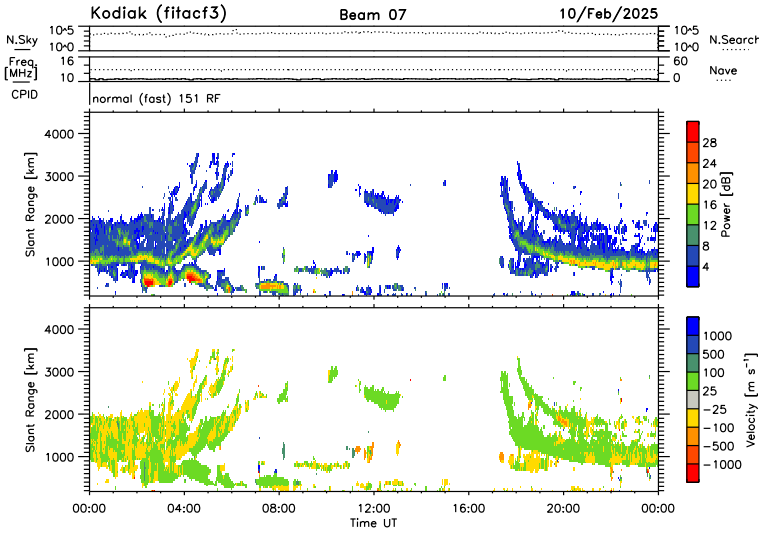 Kodiak (fitacf3) Beam 07 10/Feb/2025
N.Sky 10^5 10^0 10^5 10^0 N.Search
Freq. [MHz] 16 10 60 0 Nave
CPID normal (fast) 151 RF
Slant Range [km] 4000 3000 2000 1000
28 24 20 16 12 8 4 Power [dB]
Slant Range [km] 4000 3000 2000 1000
1000 500 100 25 −25 −100 −500 −1000 Velocity [m s⁻¹]
00:00 04:00 08:00 12:00 16:00 20:00 00:00
Time UT